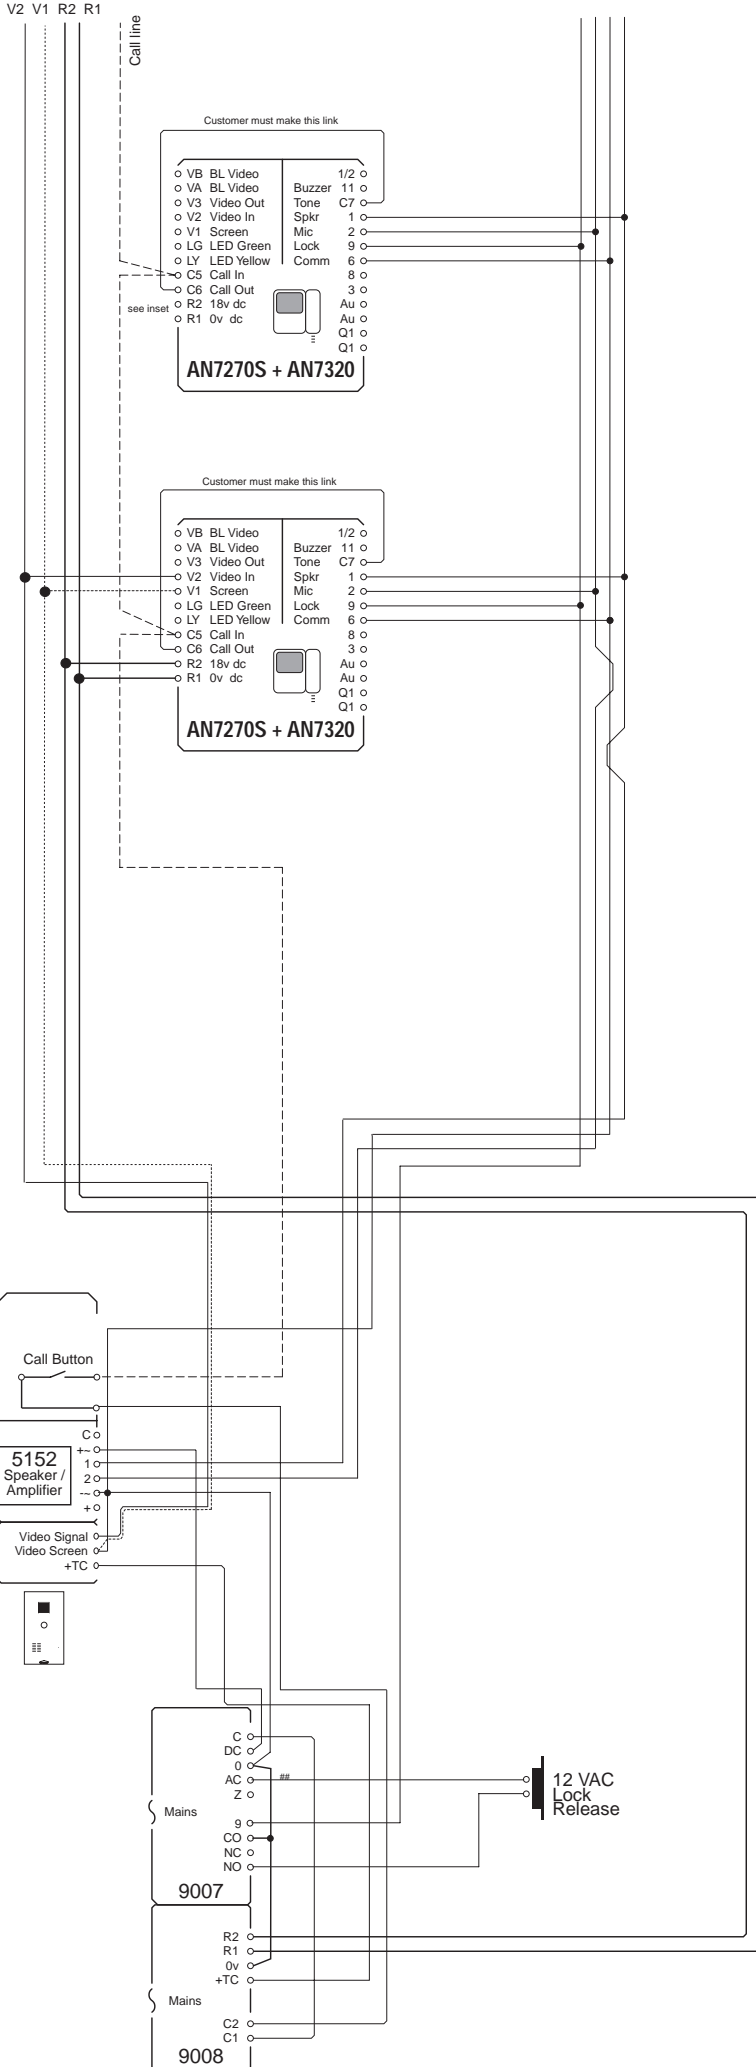 V2 V1 R2 R1
Call line
Customer must make this link
VB BL Video 1/2
VA BL Video Buzzer 11
V3 Video Out Tone C7
V2 Video In Spkr 1
V1 Screen Mic 2
LG LED Green Lock 9
LY LED Yellow Comm 6
C5 Call In 8
C6 Call Out 3
see inset R2 18v dc Au
R1 0v dc Au
Q1
Q1
AN7270S + AN7320
Customer must make this link
VB BL Video 1/2
VA BL Video Buzzer 11
V3 Video Out Tone C7
V2 Video In Spkr 1
V1 Screen Mic 2
LG LED Green Lock 9
LY LED Yellow Comm 6
C5 Call In 8
C6 Call Out 3
R2 18v dc Au
R1 0v dc Au
Q1
Q1
AN7270S + AN7320
Call Button
C
+~
1
2
-~
+
5152
Speaker /
Amplifier
Video Signal
Video Screen
+TC
C
DC
0
AC ##
Z
Mains
9
CO
NC
NO
9007
12 VAC
Lock
Release
R2
R1
0v
+TC
Mains
C2
C1
9008